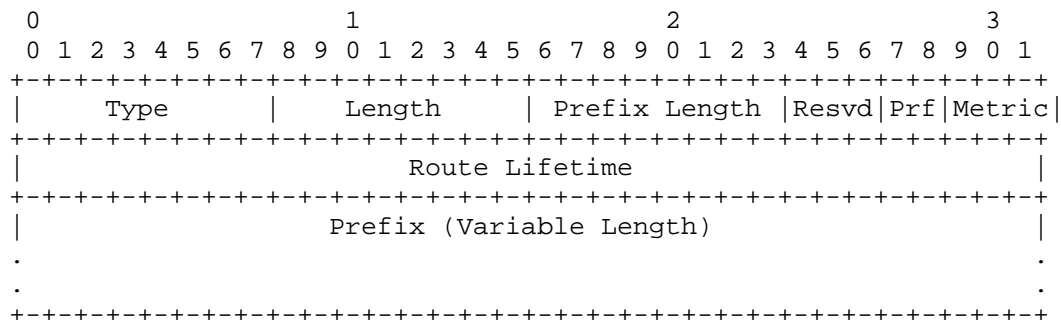 0                   1                   2                   3
 0 1 2 3 4 5 6 7 8 9 0 1 2 3 4 5 6 7 8 9 0 1 2 3 4 5 6 7 8 9 0 1
+-+-+-+-+-+-+-+-+-+-+-+-+-+-+-+-+-+-+-+-+-+-+-+-+-+-+-+-+-+-+-+-+
|     Type      |    Length     | Prefix Length |Resvd|Prf|Metric|
+-+-+-+-+-+-+-+-+-+-+-+-+-+-+-+-+-+-+-+-+-+-+-+-+-+-+-+-+-+-+-+-+
|                        Route Lifetime                         |
+-+-+-+-+-+-+-+-+-+-+-+-+-+-+-+-+-+-+-+-+-+-+-+-+-+-+-+-+-+-+-+-+
|                   Prefix (Variable Length)                    |
.                                                               .
.                                                               .
+-+-+-+-+-+-+-+-+-+-+-+-+-+-+-+-+-+-+-+-+-+-+-+-+-+-+-+-+-+-+-+-+